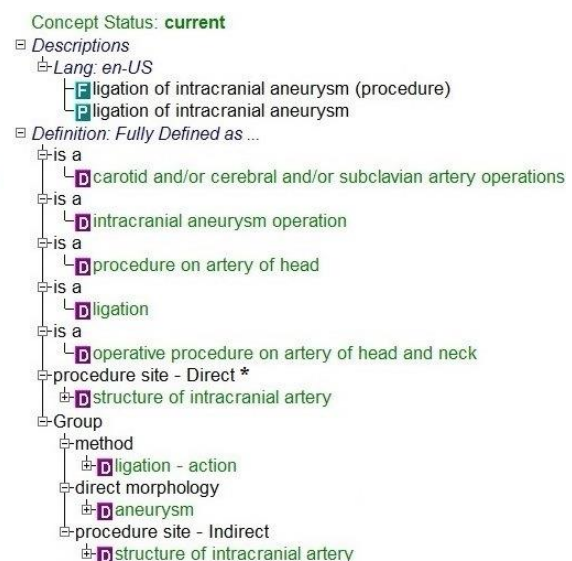 Concept Status: current
Descriptions
Lang: en-US
F ligation of intracranial aneurysm (procedure)
P ligation of intracranial aneurysm
Definition: Fully Defined as ...
is a
D carotid and/or cerebral and/or subclavian artery operations
is a
D intracranial aneurysm operation
is a
D procedure on artery of head
is a
D ligation
is a
D operative procedure on artery of head and neck
procedure site - Direct *
D structure of intracranial artery
Group
method
D ligation - action
direct morphology
D aneurysm
procedure site - Indirect
D structure of intracranial artery